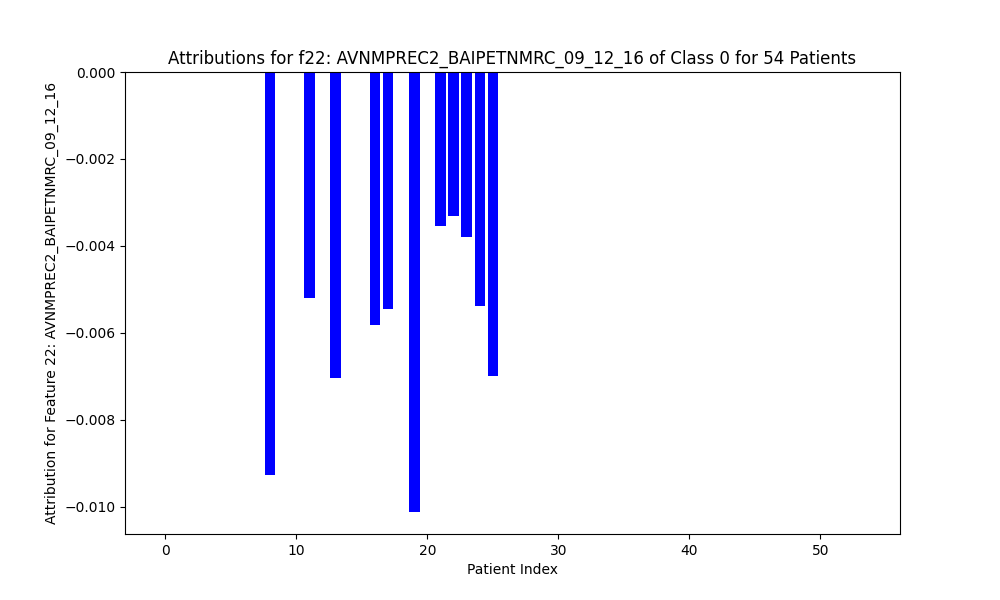 Attributions for f22: AVNMPREC2_BAIPETNMRC_09_12_16 of Class 0 for 54 Patients
Attribution for Feature 22: AVNMPREC2_BAIPETNMRC_09_12_16
0.000
−0.002
−0.004
−0.006
−0.008
−0.010
0 10 20 30 40 50
Patient Index